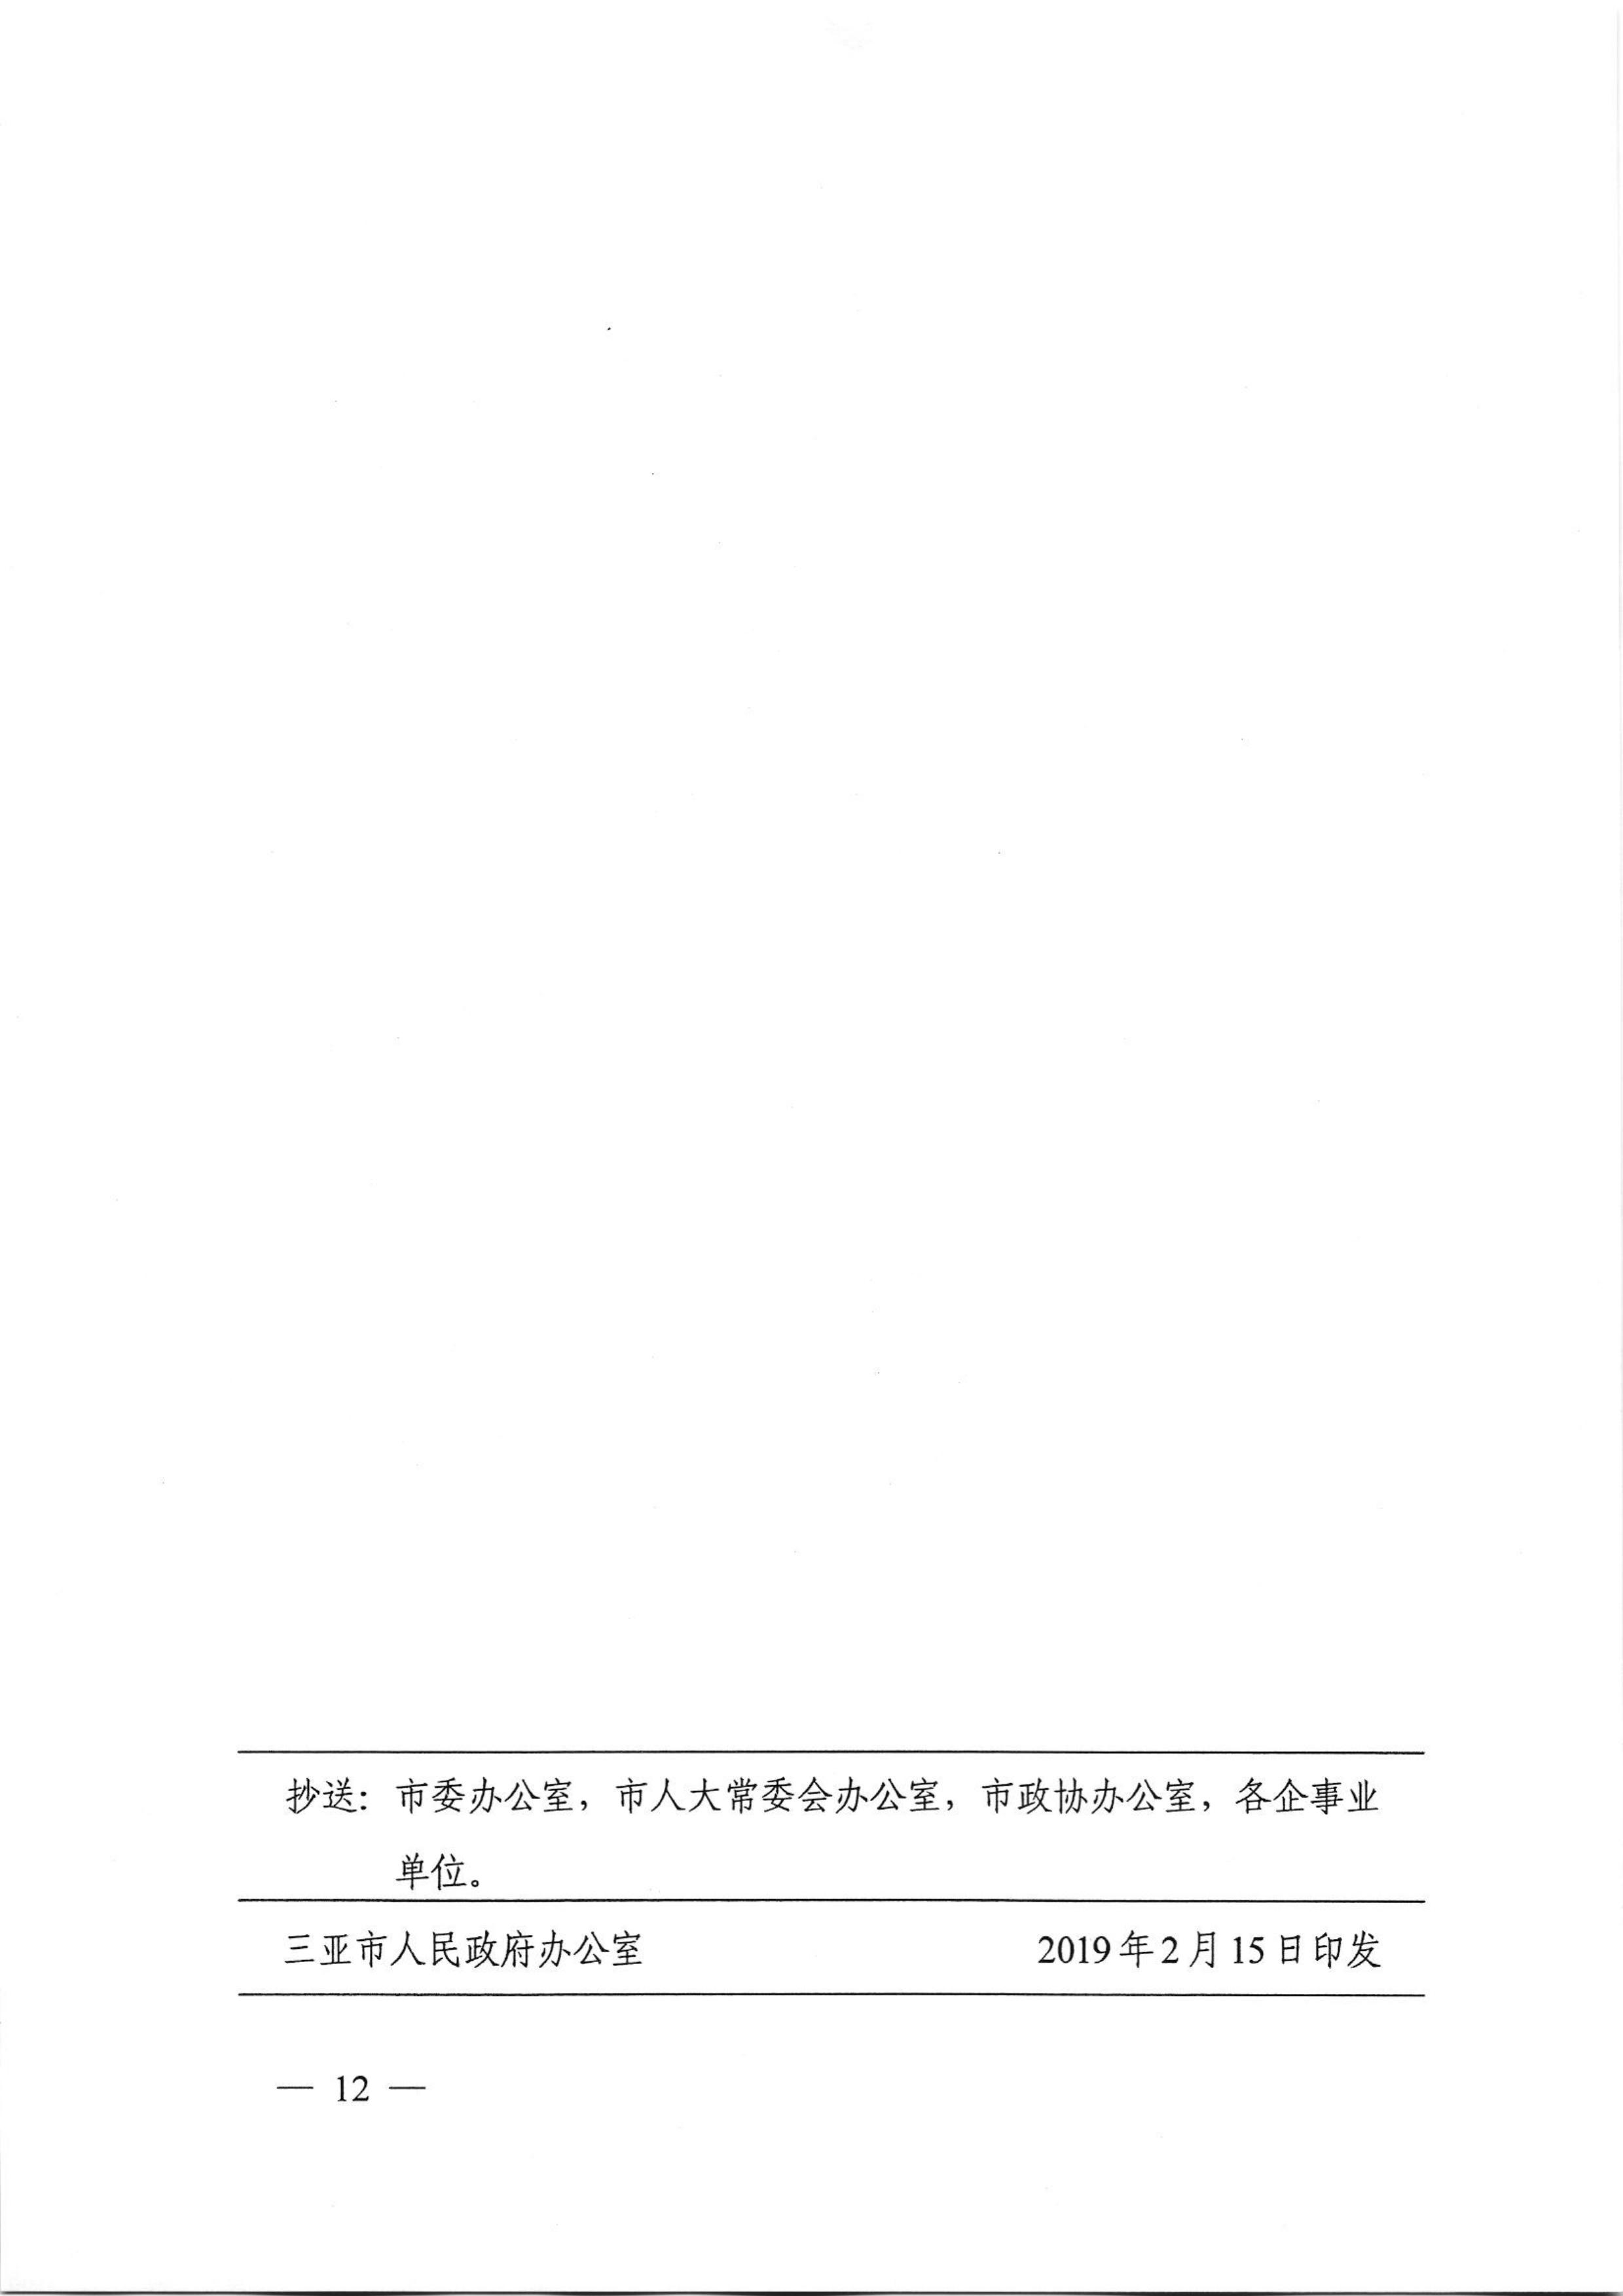 抄送：市委办公室，市人大常委会办公室，市政协办公室，各企事业
单位。
三亚市人民政府办公室 2019年2月15日印发
— 12 —